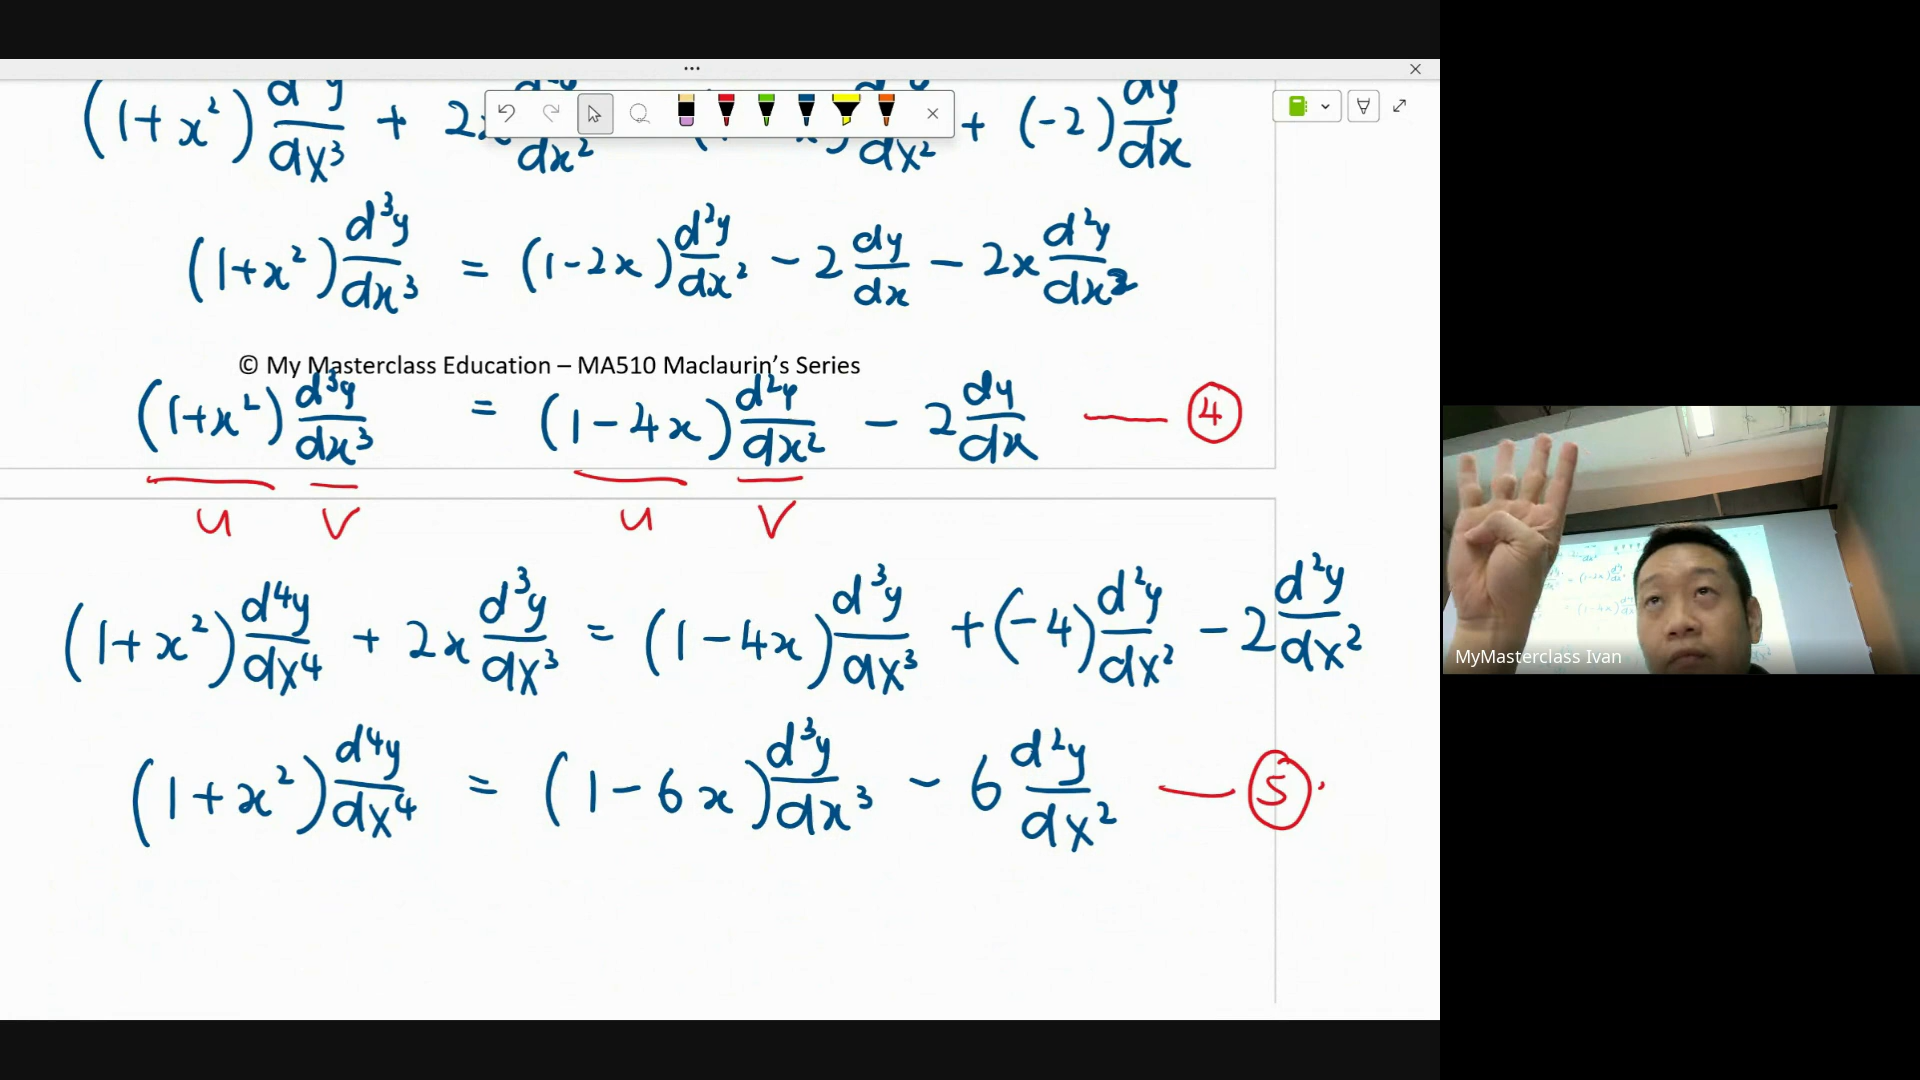 (1+x²) d³y/dx³ + 2x d²y/dx² (1 x) d²y/dx² + (-2) dy/dx
(1+x²) d³y/dx³ = (1-2x) d²y/dx² - 2 dy/dx - 2x d²y/dx²
© My Masterclass Education – MA510 Maclaurin's Series
(1+x²) d³y/dx³ = (1-4x) d²y/dx² - 2 dy/dx — ④
u v u v
(1+x²) d⁴y/dx⁴ + 2x d³y/dx³ = (1-4x) d³y/dx³ + (-4) d²y/dx² - 2 d²y/dx²
MyMasterclass Ivan
(1+x²) d⁴y/dx⁴ = (1-6x) d³y/dx³ - 6 d²y/dx² — ⑤.